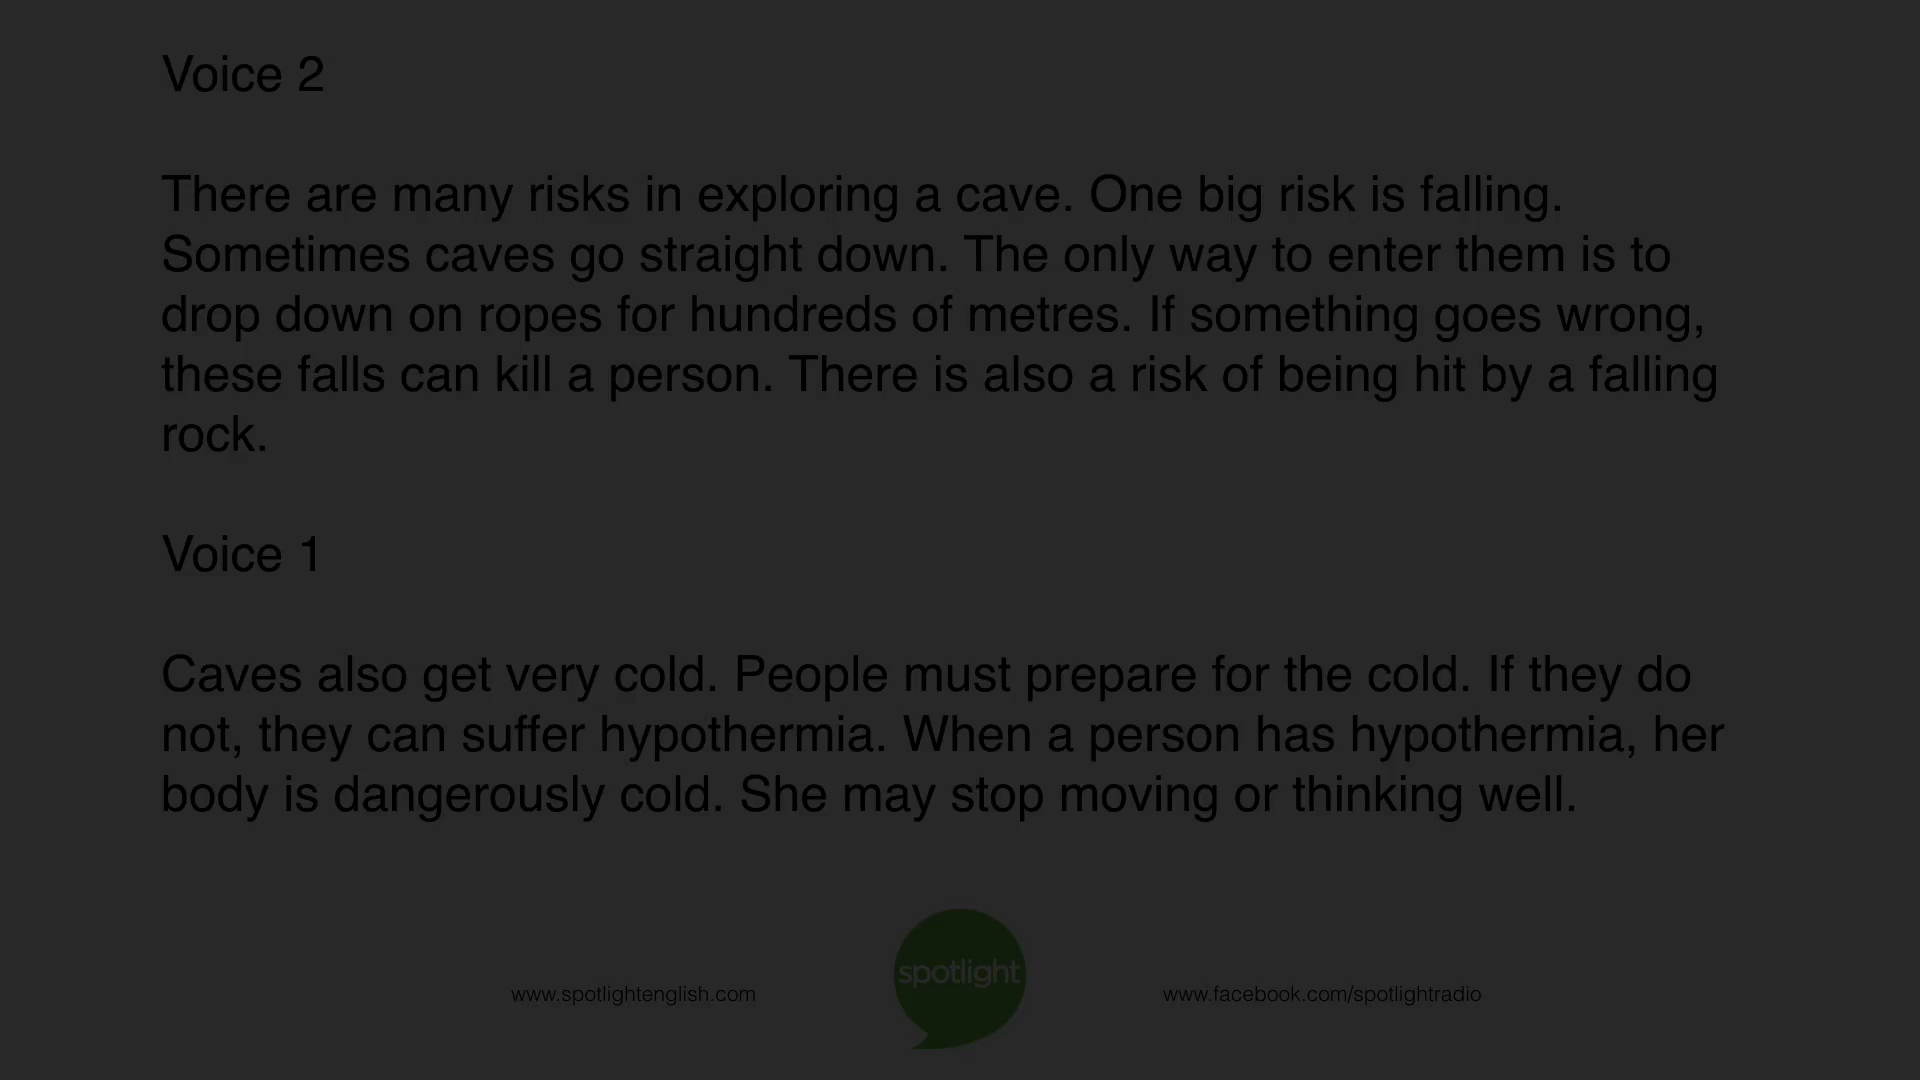 Voice 2
There are many risks in exploring a cave. One big risk is falling.
Sometimes caves go straight down. The only way to enter them is to
drop down on ropes for hundreds of metres. If something goes wrong,
these falls can kill a person. There is also a risk of being hit by a falling
rock.
Voice 1
Caves also get very cold. People must prepare for the cold. If they do
not, they can suffer hypothermia. When a person has hypothermia, her
body is dangerously cold. She may stop moving or thinking well.
spotlight
www.spotlightenglish.com
www.facebook.com/spotlightradio